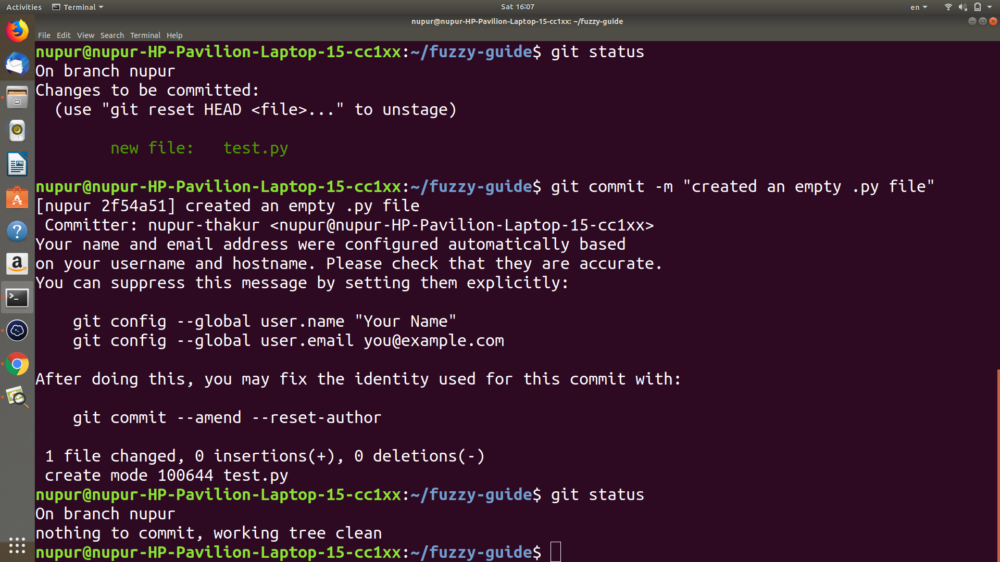 Activities Terminal Sat 16:07 en
nupur@nupur-HP-Pavilion-Laptop-15-cc1xx: ~/fuzzy-guide
File Edit View Search Terminal Help
nupur@nupur-HP-Pavilion-Laptop-15-cc1xx:~/fuzzy-guide$ git status
On branch nupur
Changes to be committed:
  (use "git reset HEAD <file>..." to unstage)
        new file:   test.py
nupur@nupur-HP-Pavilion-Laptop-15-cc1xx:~/fuzzy-guide$ git commit -m "created an empty .py file"
[nupur 2f54a51] created an empty .py file
 Committer: nupur-thakur <nupur@nupur-HP-Pavilion-Laptop-15-cc1xx>
Your name and email address were configured automatically based
on your username and hostname. Please check that they are accurate.
You can suppress this message by setting them explicitly:
    git config --global user.name "Your Name"
    git config --global user.email you@example.com
After doing this, you may fix the identity used for this commit with:
    git commit --amend --reset-author
 1 file changed, 0 insertions(+), 0 deletions(-)
 create mode 100644 test.py
nupur@nupur-HP-Pavilion-Laptop-15-cc1xx:~/fuzzy-guide$ git status
On branch nupur
nothing to commit, working tree clean
nupur@nupur-HP-Pavilion-Laptop-15-cc1xx:~/fuzzy-guide$